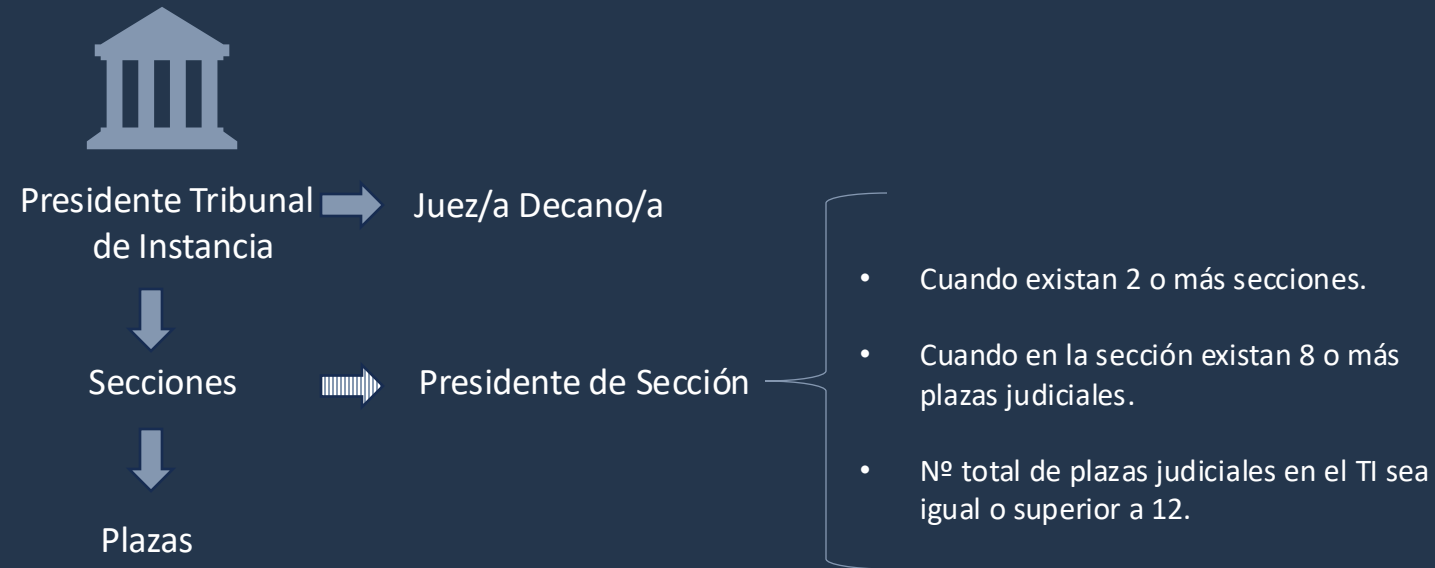 Presidente Tribunal
de Instancia
Juez/a Decano/a
Secciones
Presidente de Sección
• Cuando existan 2 o más secciones.
• Cuando en la sección existan 8 o más
plazas judiciales.
• Nº total de plazas judiciales en el TI sea
igual o superior a 12.
Plazas